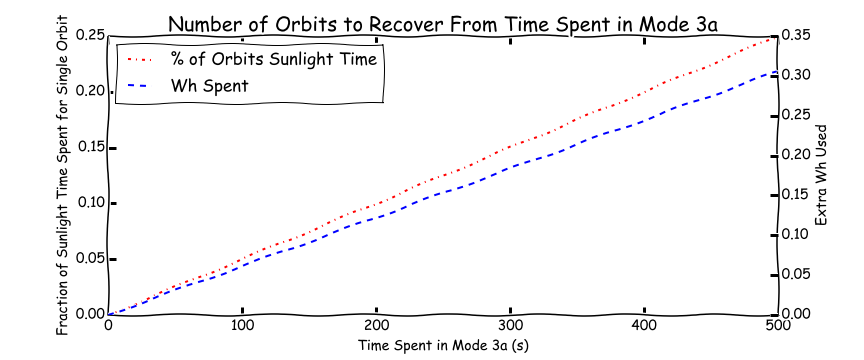 Number of Orbits to Recover From Time Spent in Mode 3a
Fraction of Sunlight Time Spent for Single Orbit
0.25
0.20
0.15
0.10
0.05
0.00
% of Orbits Sunlight Time
Wh Spent
0.35
0.30
0.25
0.20
0.15
0.10
0.05
0.00
Extra Wh Used
0 100 200 300 400 500
Time Spent in Mode 3a (s)